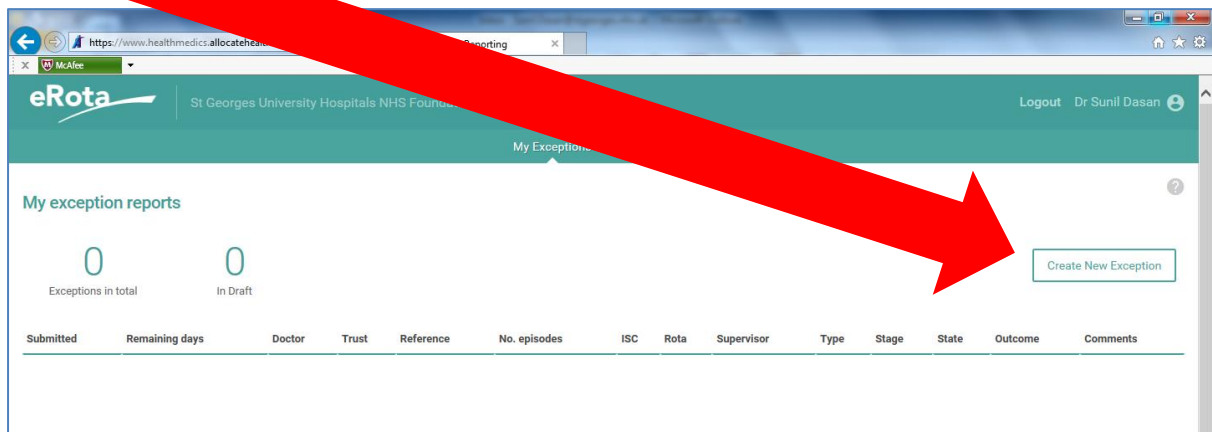 https://www.healthmedics.allocatehea
Reporting
McAfee
eRota
St Georges University Hospitals NHS
Logout Dr Sunil Dasan
My Exceptions
My exception reports
0 0
Exceptions in total In Draft
Create New Exception
Submitted Remaining days Doctor Trust Reference No. episodes ISC Rota Supervisor Type Stage State Outcome Comments